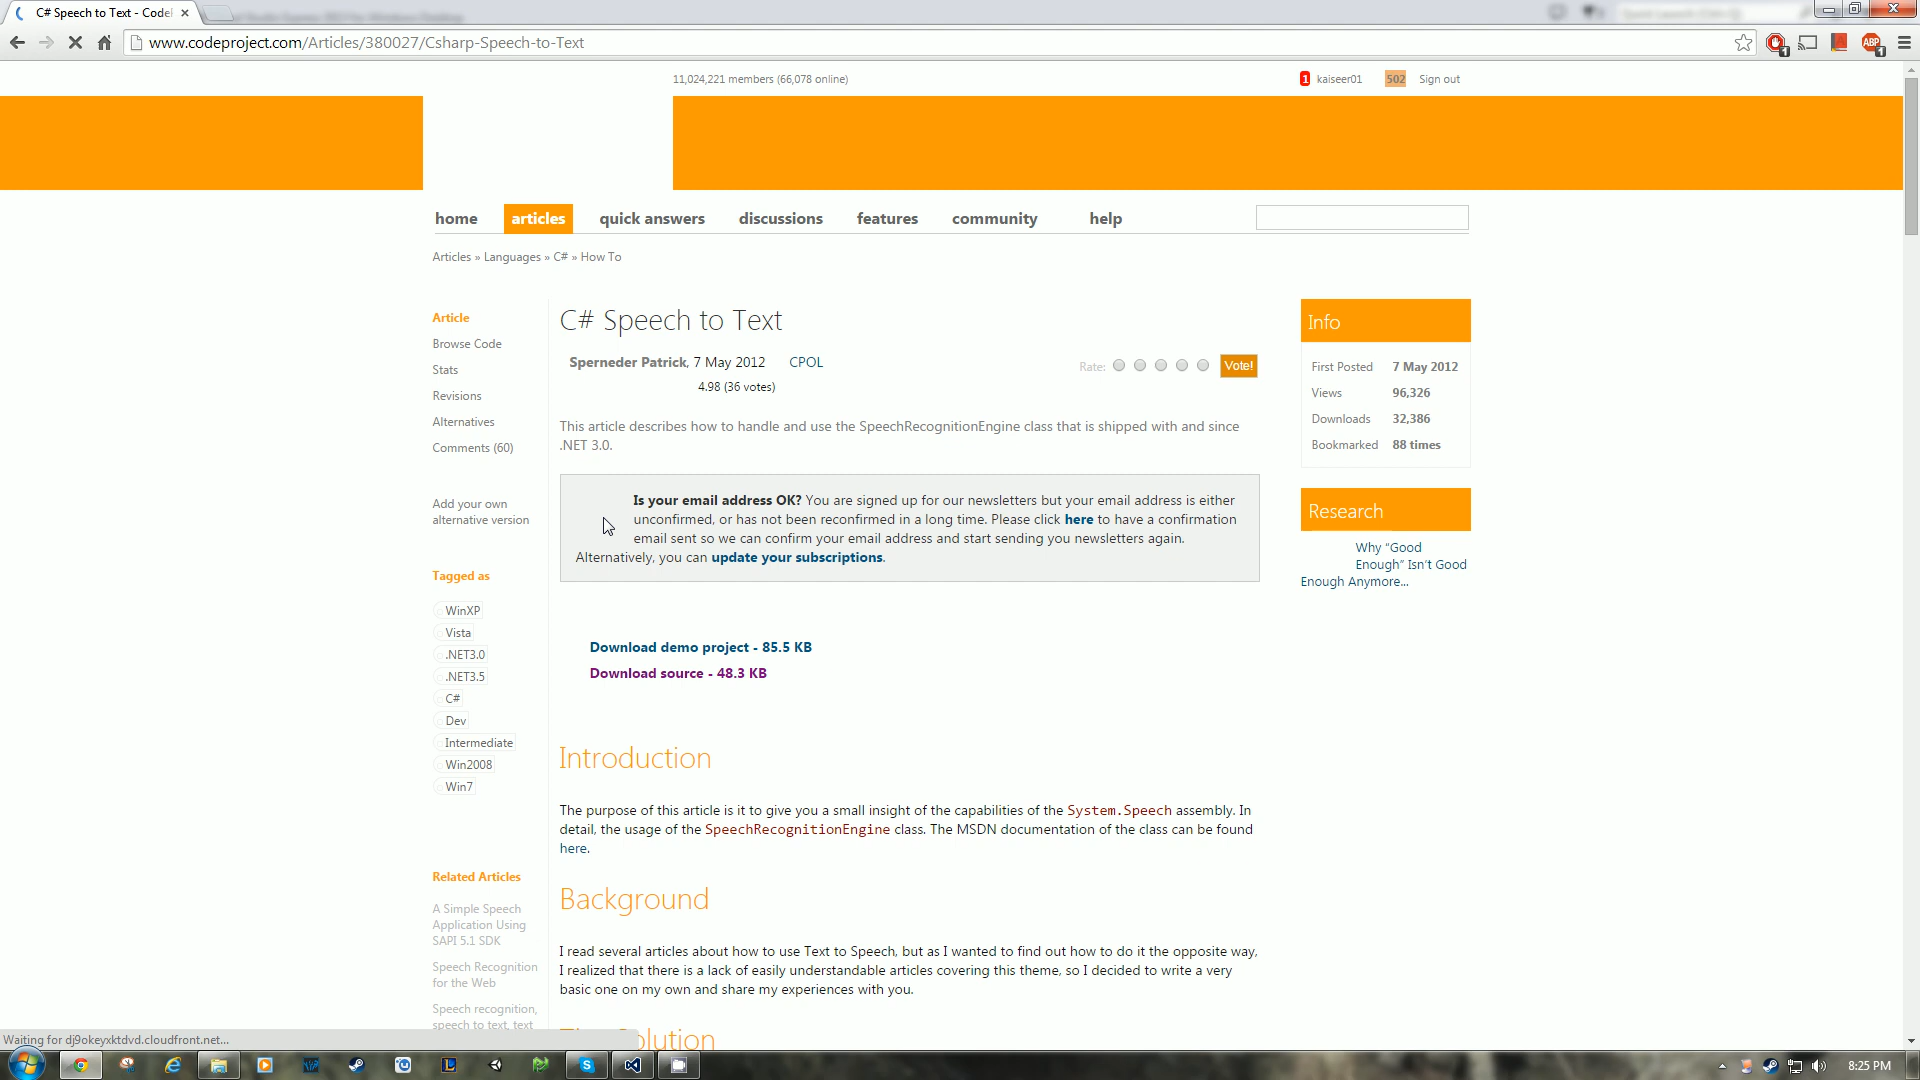 C# Speech to Text - Code
www.codeproject.com/Articles/380027/Csharp-Speech-to-Text
11,024,221 members (66,078 online)
1 kaiseer01 502 Sign out
home articles quick answers discussions features community help
Articles » Languages » C# » How To
Article
Browse Code
Stats
Revisions
Alternatives
Comments (60)
Add your own
alternative version
Tagged as
WinXP
Vista
.NET3.0
.NET3.5
C#
Dev
Intermediate
Win2008
Win7
Related Articles
A Simple Speech
Application Using
SAPI 5.1 SDK
Speech Recognition
for the Web
Speech recognition,
speech to text, text
C# Speech to Text
Sperneder Patrick, 7 May 2012 CPOL
4.98 (36 votes)
Rate: Vote!
This article describes how to handle and use the SpeechRecognitionEngine class that is shipped with and since
.NET 3.0.
Is your email address OK? You are signed up for our newsletters but your email address is either
unconfirmed, or has not been reconfirmed in a long time. Please click here to have a confirmation
email sent so we can confirm your email address and start sending you newsletters again.
Alternatively, you can update your subscriptions.
Download demo project - 85.5 KB
Download source - 48.3 KB
Introduction
The purpose of this article is it to give you a small insight of the capabilities of the System.Speech assembly. In
detail, the usage of the SpeechRecognitionEngine class. The MSDN documentation of the class can be found
here.
Background
I read several articles about how to use Text to Speech, but as I wanted to find out how to do it the opposite way,
I realized that there is a lack of easily understandable articles covering this theme, so I decided to write a very
basic one on my own and share my experiences with you.
Info
First Posted 7 May 2012
Views 96,326
Downloads 32,386
Bookmarked 88 times
Research
Why “Good
Enough” Isn't Good
Enough Anymore...
Waiting for dj9okeyxktdvd.cloudfront.net...
8:25 PM